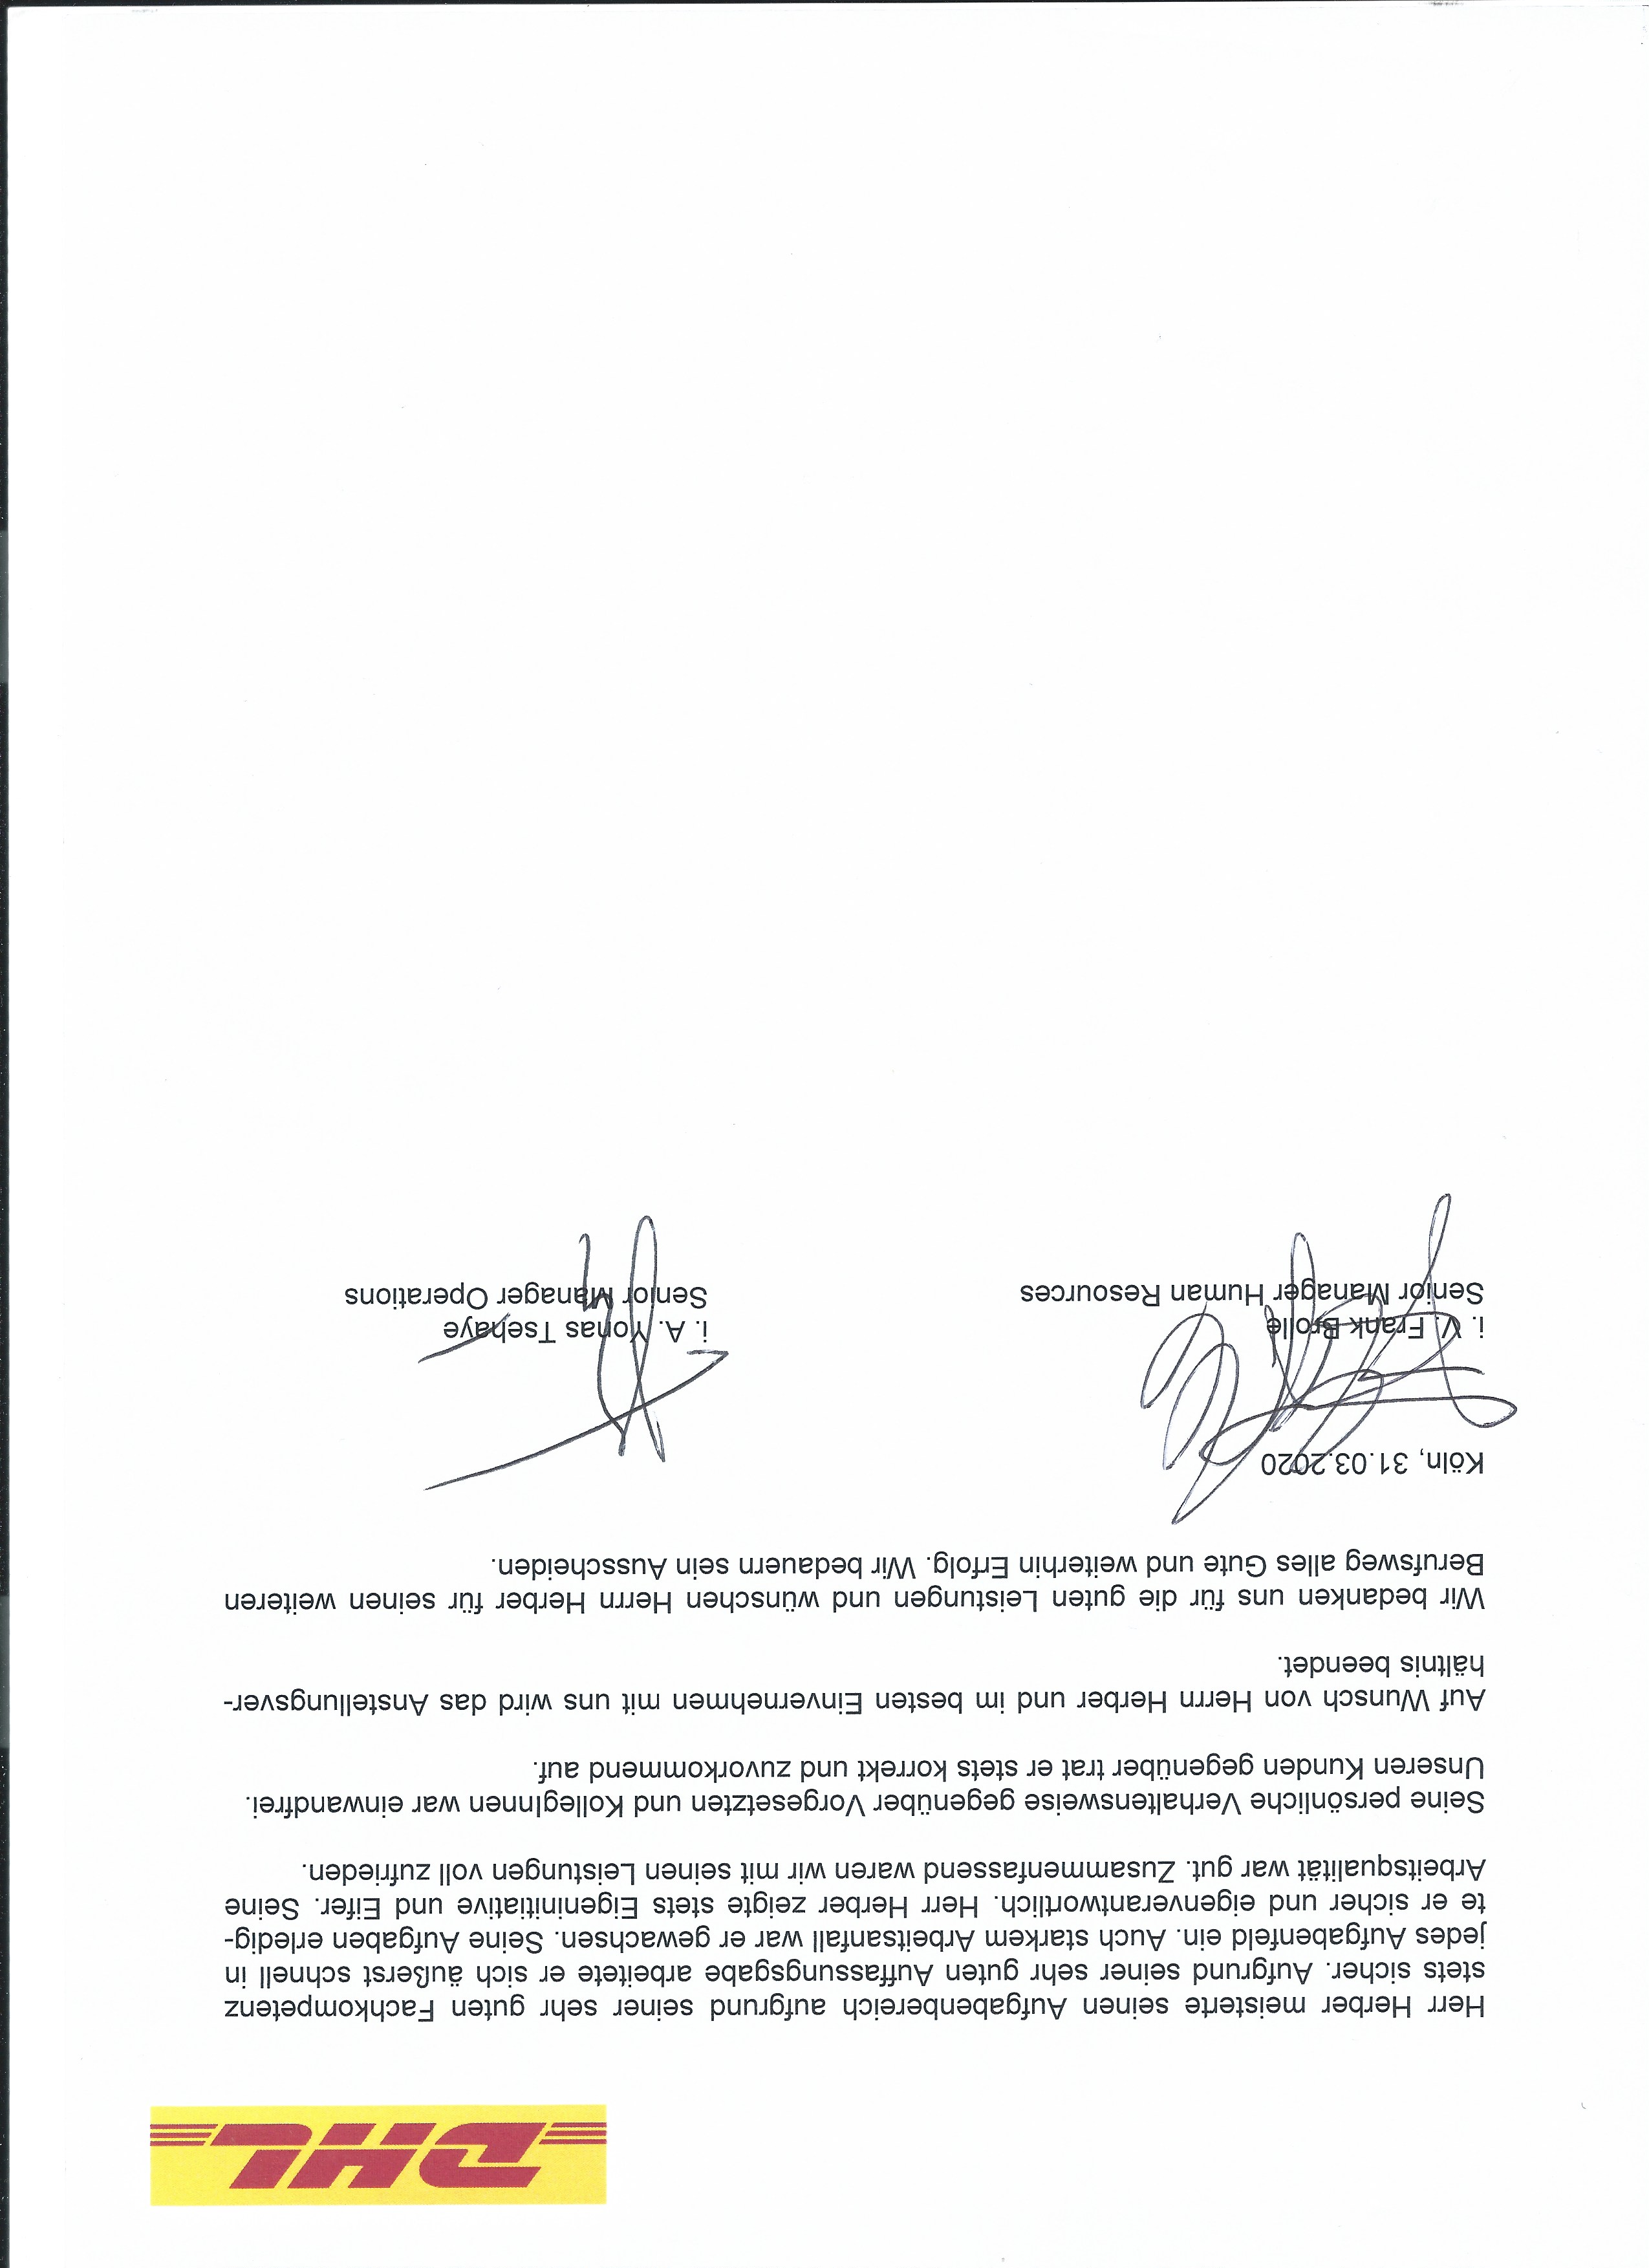 DHL
Herr Herber meisterte seinen Aufgabenbereich aufgrund seiner sehr guten Fachkompetenz
stets sicher. Aufgrund seiner sehr guten Auffassungsgabe arbeitete er sich äußerst schnell in
jedes Aufgabenfeld ein. Auch starkem Arbeitsanfall war er gewachsen. Seine Aufgaben erledig-
te er sicher und eigenverantwortlich. Herr Herber zeigte stets Eigeninitiative und Eifer. Seine
Arbeitsqualität war gut. Zusammenfassend waren wir mit seinen Leistungen voll zufrieden.
Seine persönliche Verhaltensweise gegenüber Vorgesetzten und KollegInnen war einwandfrei.
Unseren Kunden gegenüber trat er stets korrekt und zuvorkommend auf.
Auf Wunsch von Herrn Herber und im besten Einvernehmen mit uns wird das Anstellungsver-
hältnis beendet.
Wir bedanken uns für die guten Leistungen und wünschen Herrn Herber für seinen weiteren
Berufsweg alles Gute und weiterhin Erfolg. Wir bedauern sein Ausscheiden.
Köln, 31.03.2020
i. V. Frank Brolle
Senior Manager Human Resources
i. A. Yonas Tsehaye
Senior Manager Operations